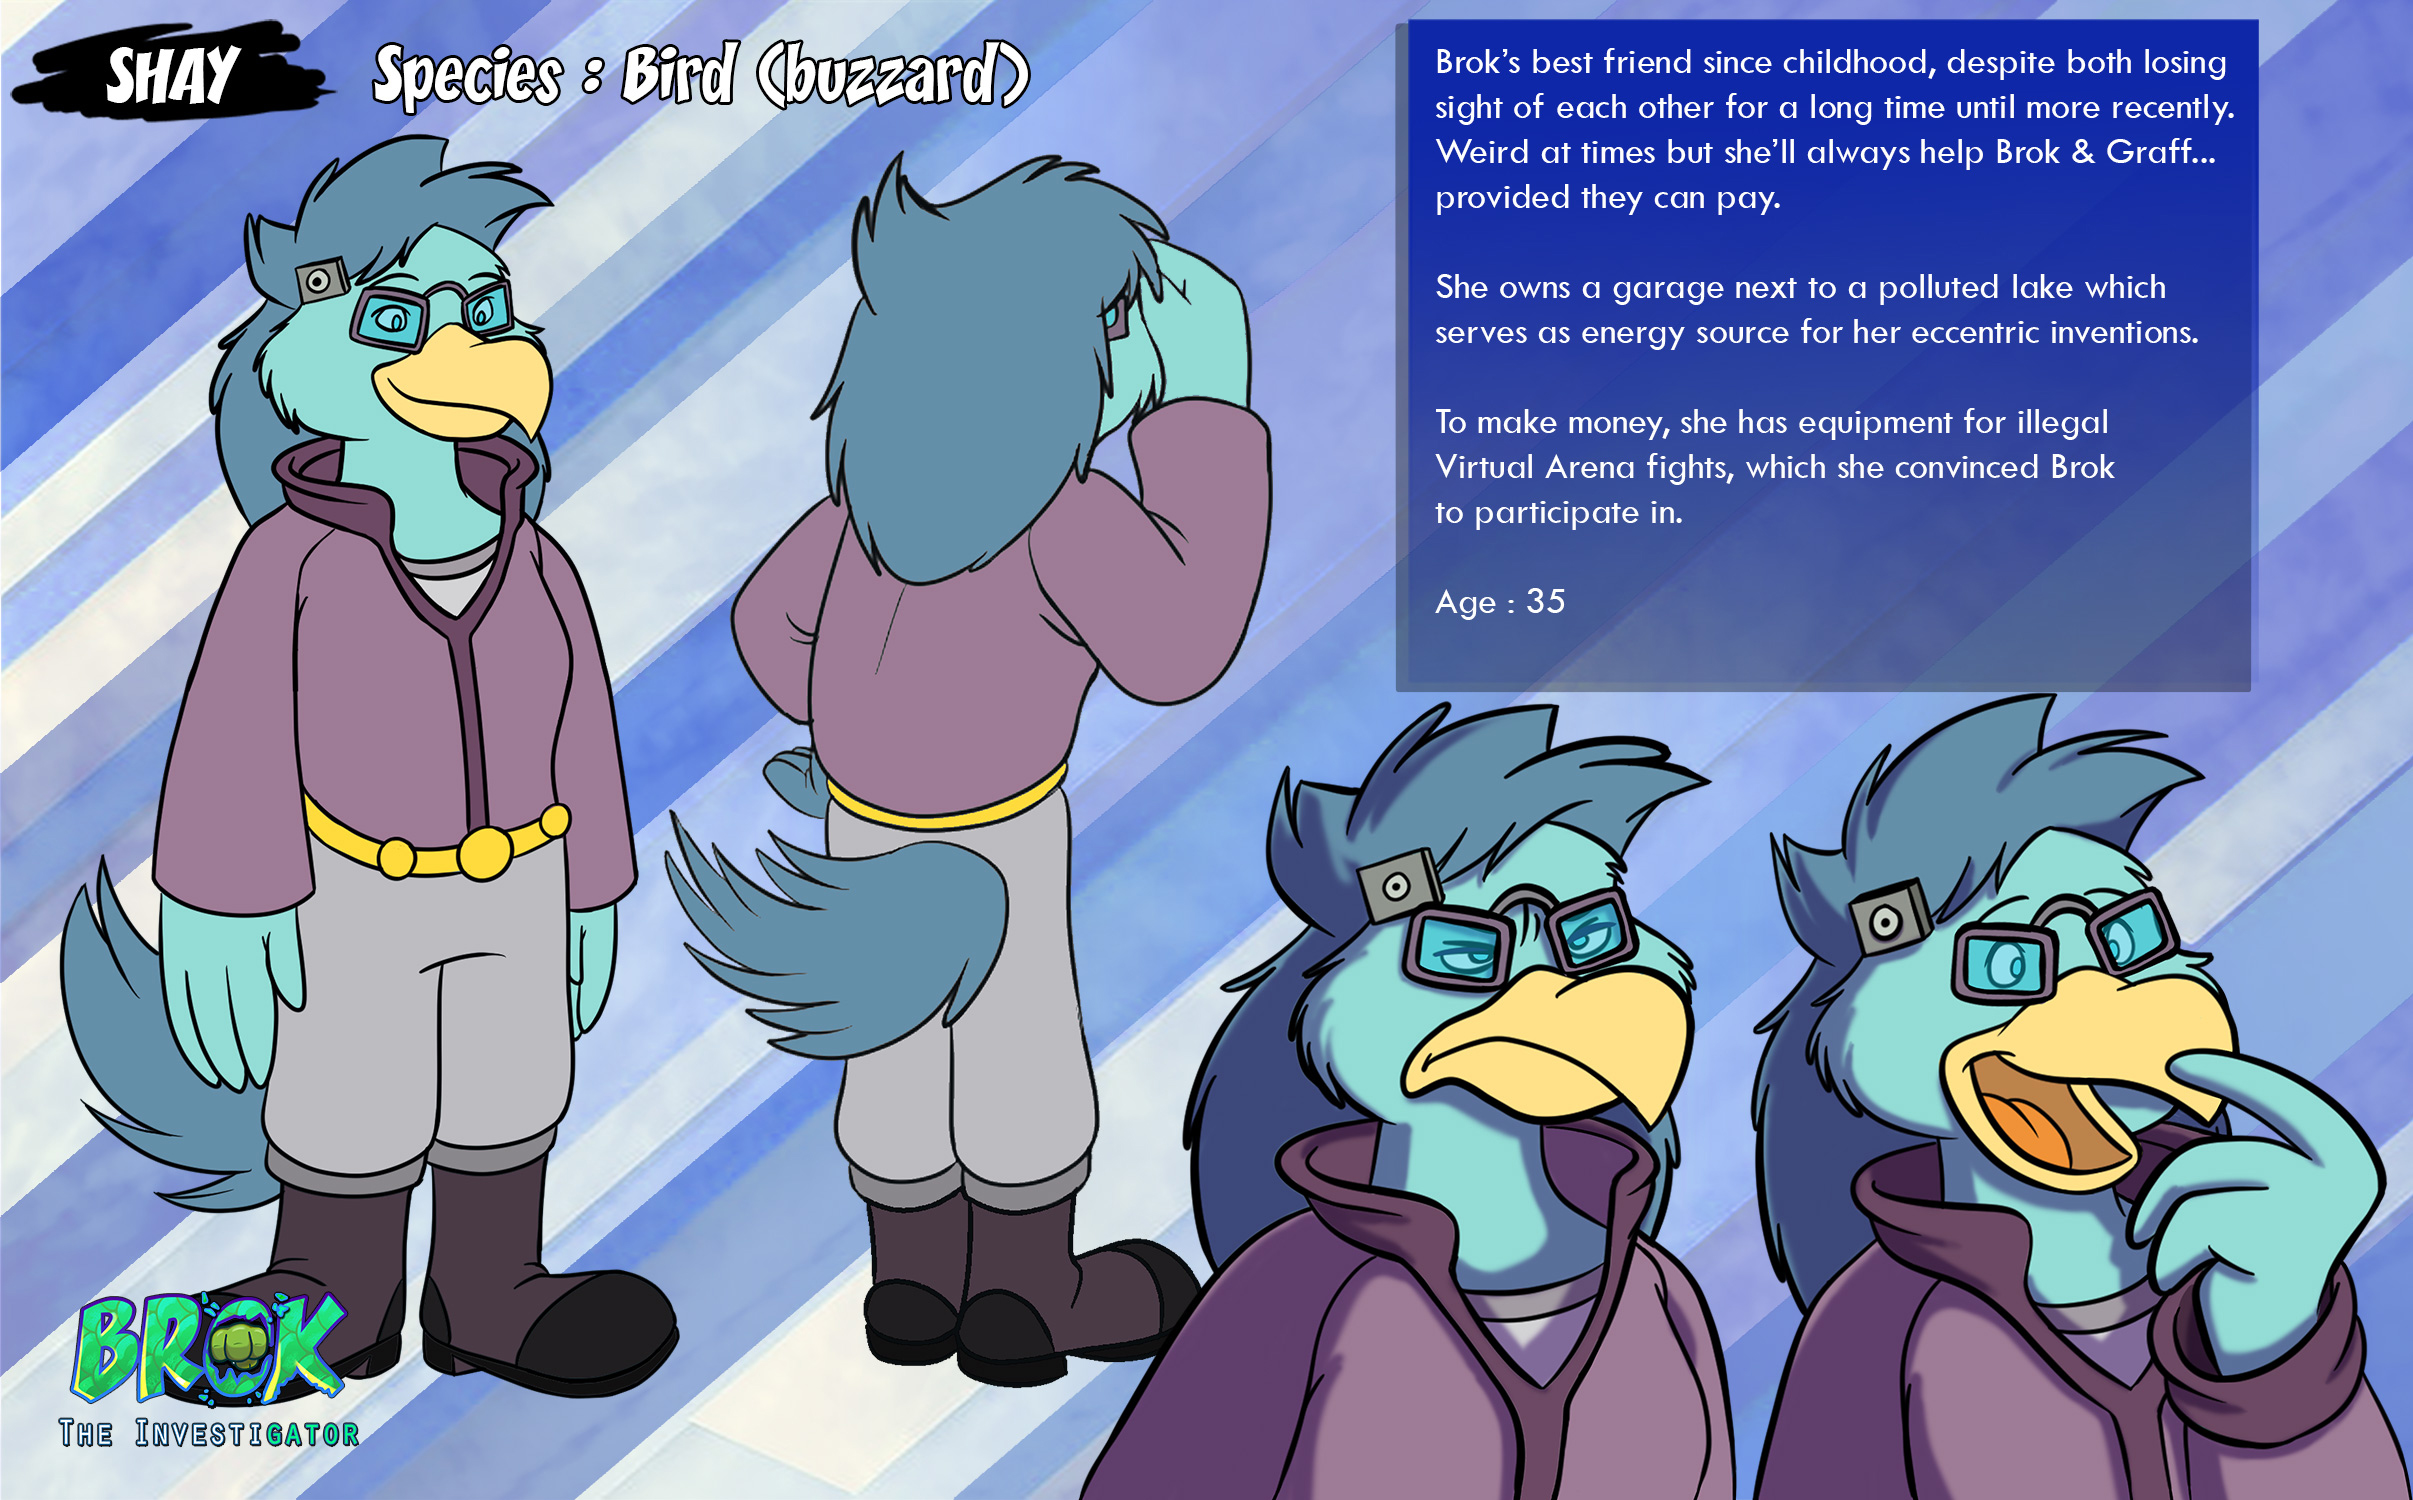 SHAY
Species : Bird (buzzard)
Brok's best friend since childhood, despite both losing
sight of each other for a long time until more recently.
Weird at times but she'll always help Brok & Graff...
provided they can pay.
She owns a garage next to a polluted lake which
serves as energy source for her eccentric inventions.
To make money, she has equipment for illegal
Virtual Arena fights, which she convinced Brok
to participate in.
Age : 35
BROK
THE INVESTIGATOR